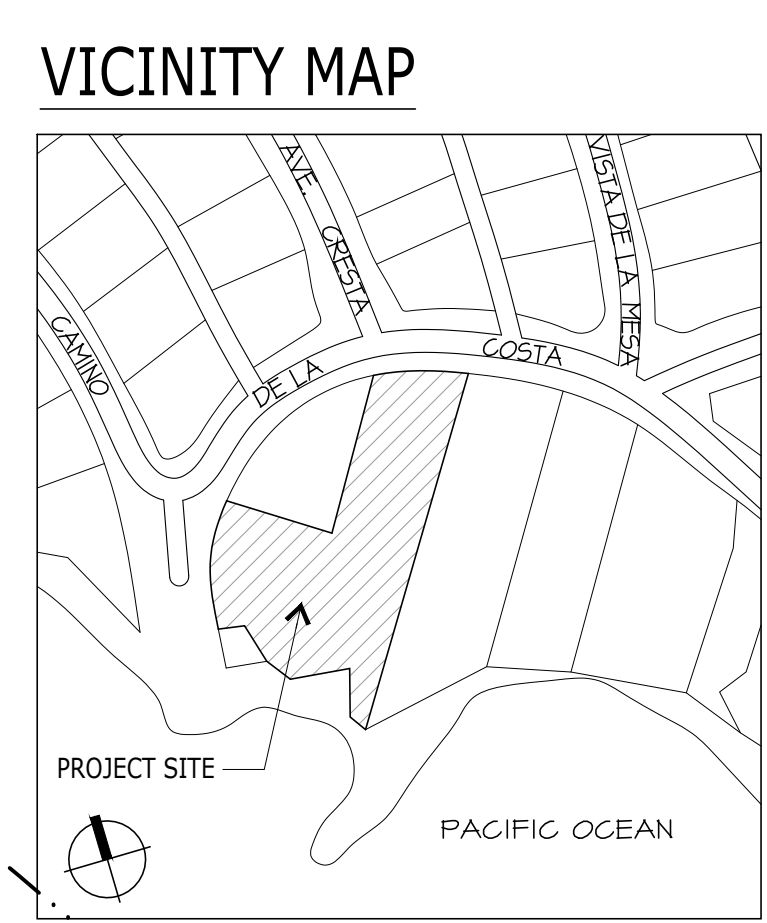 VICINITY MAP
AVE.
CRESTA
VISTA DE LA MESA
CAMINO
DE LA
COSTA
PROJECT SITE
PACIFIC OCEAN